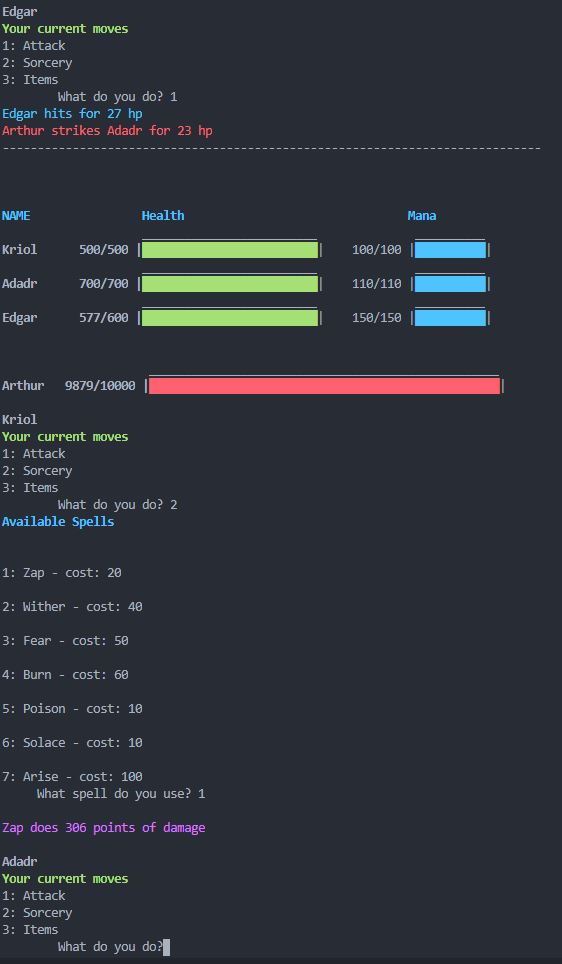 Edgar
Your current moves
1: Attack
2: Sorcery
3: Items
What do you do? 1
Edgar hits for 27 hp
Arthur strikes Adadr for 23 hp
-----------------------------------------------------------------------------
NAME Health Mana
Kriol 500/500 | | 100/100 | |
Adadr 700/700 | | 110/110 | |
Edgar 577/600 | | 150/150 | |
Arthur 9879/10000 | |
Kriol
Your current moves
1: Attack
2: Sorcery
3: Items
What do you do? 2
Available Spells
1: Zap - cost: 20
2: Wither - cost: 40
3: Fear - cost: 50
4: Burn - cost: 60
5: Poison - cost: 10
6: Solace - cost: 10
7: Arise - cost: 100
What spell do you use? 1
Zap does 306 points of damage
Adadr
Your current moves
1: Attack
2: Sorcery
3: Items
What do you do?